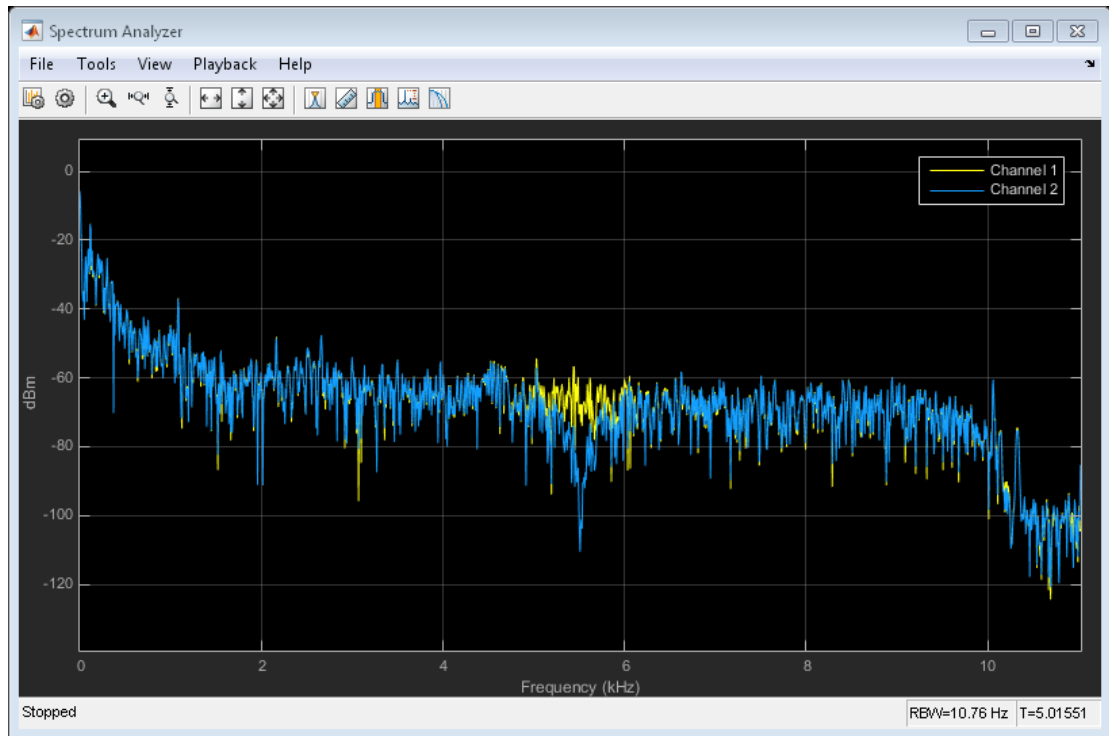 Spectrum Analyzer
File Tools View Playback Help
Channel 1
Channel 2
0
-20
-40
-60
-80
-100
-120
dBm
0 2 4 6 8 10
Frequency (kHz)
Stopped RBW=10.76 Hz T=5.01551